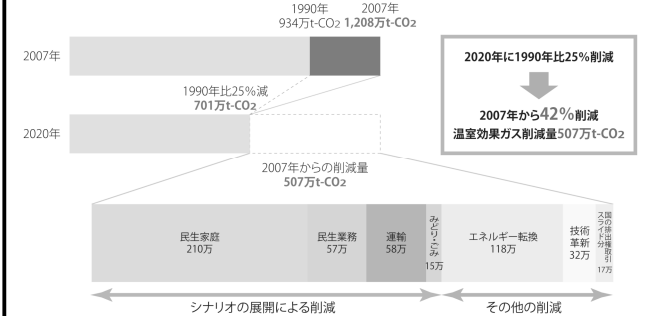 1990年
934万t-CO2
2007年
1,208万t-CO2
2007年
1990年比25%減
701万t-CO2
2020年
2007年からの削減量
507万t-CO2
2020年に1990年比25%削減
2007年から42%削減
温室効果ガス削減量507万t-CO2
民生家庭
210万
民生業務
57万
運輸
58万
みどり・ごみ
15万
エネルギー転換
118万
技術
革新
32万
国の排出権取引
スライド分
17万
シナリオの展開による削減
その他の削減